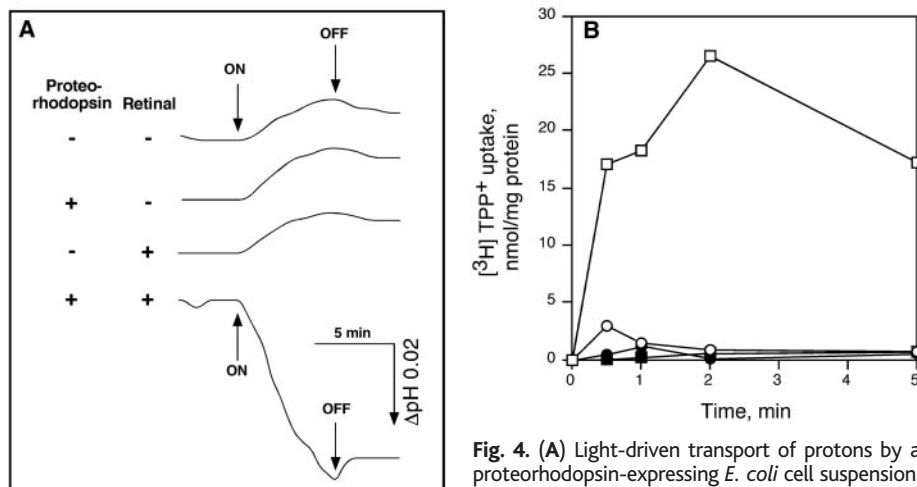 A
OFF
ON
Proteo-
rhodopsin Retinal
- -
+ -
- +
+ +
5 min
ΔpH 0.02
ON
OFF
B
30
25
20
15
10
5
0
[³H] TPP⁺ uptake,
nmol/mg protein
0 1 2 3 4 5
Time, min
Fig. 4. (A) Light-driven transport of protons by a
proteorhodopsin-expressing E. coli cell suspension.